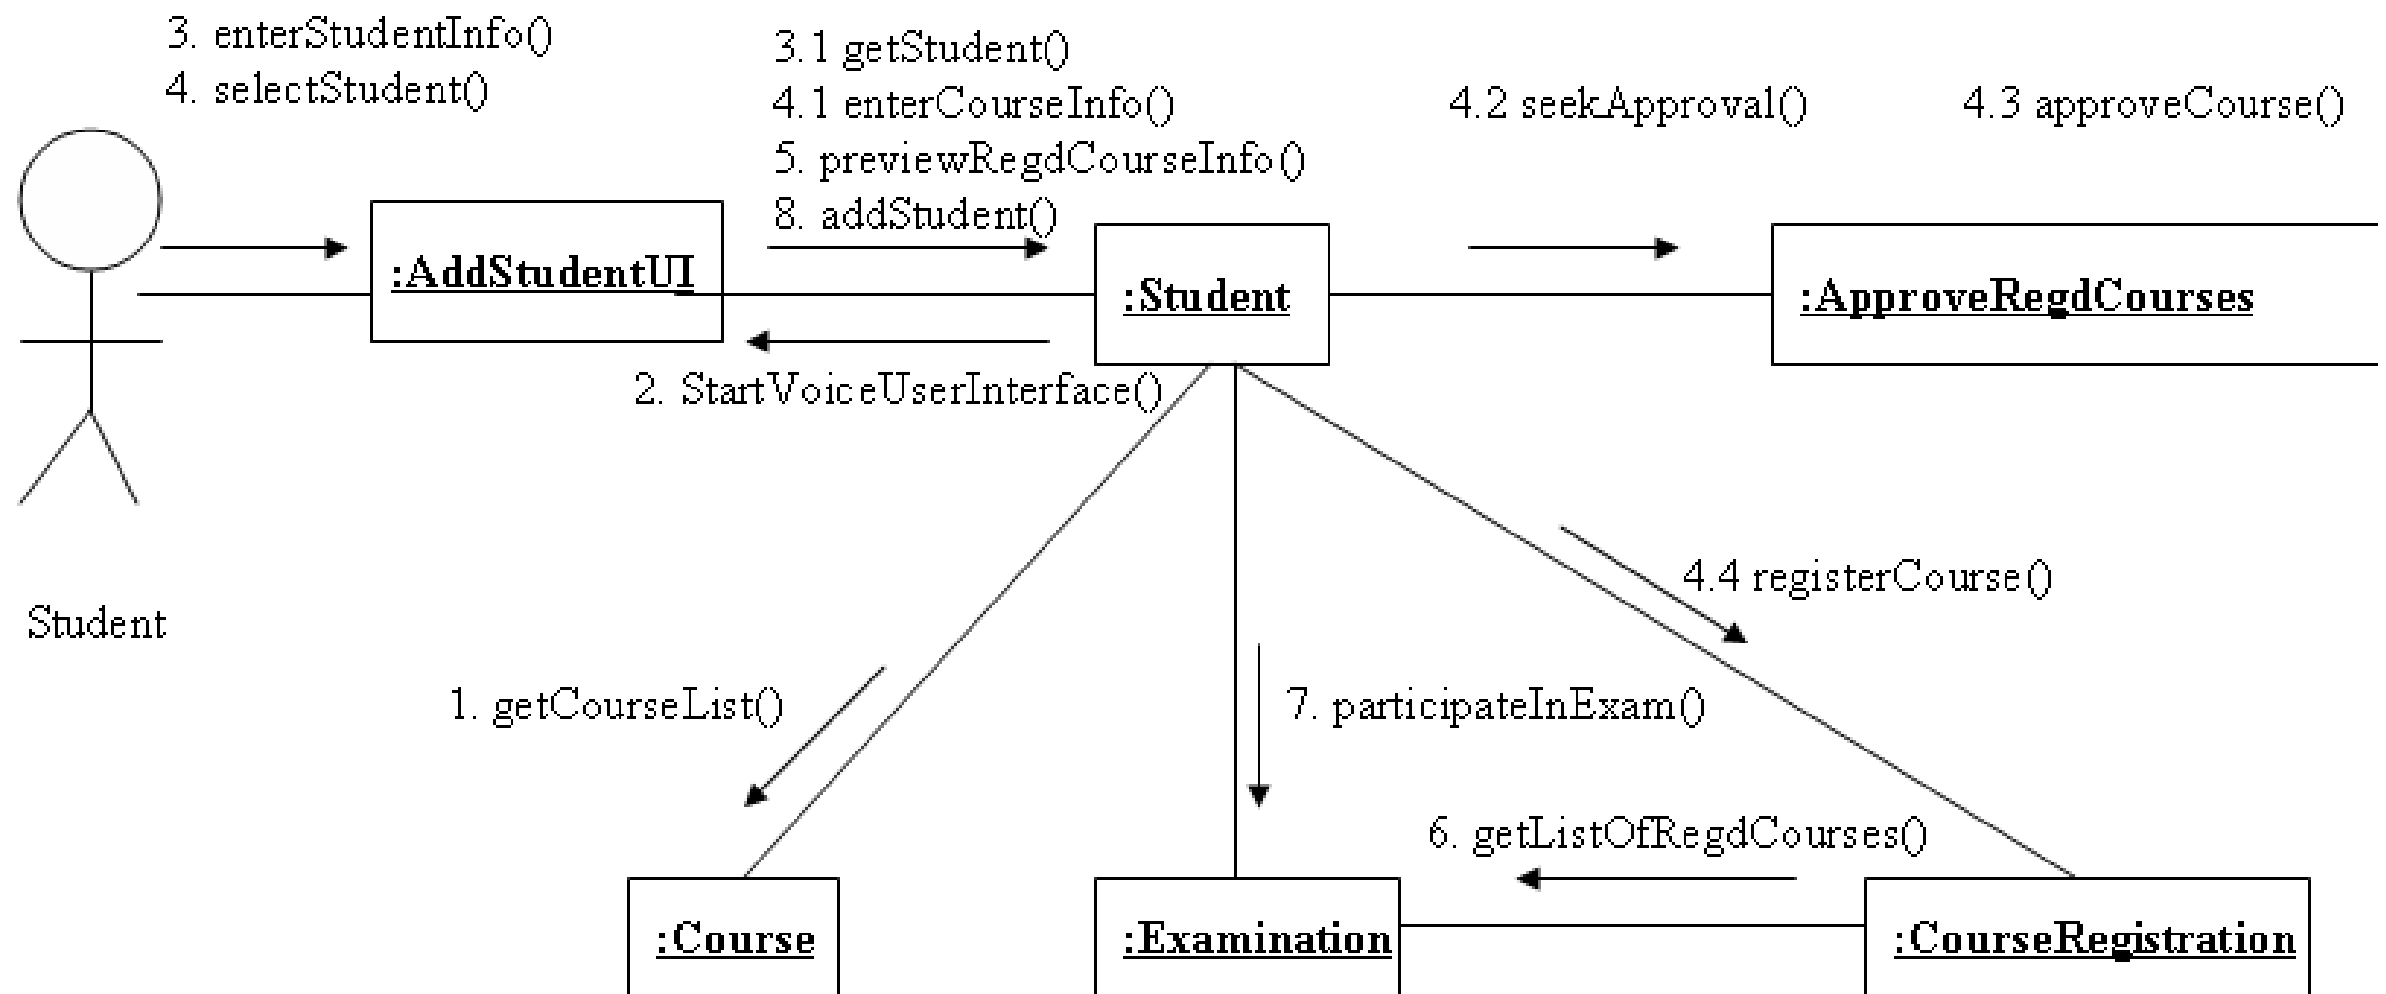 3. enterStudentInfo()
4. selectStudent()
3.1 getStudent()
4.1 enterCourseInfo()
5. previewRegdCourseInfo()
8. addStudent()
4.2 seekApproval()
4.3 approveCourse()
:AddStudentUI
:Student
:ApproveRegdCourses
2. StartVoiceUserInterface()
4.4 registerCourse()
Student
1. getCourseList()
7. participateInExam()
6. getListOfRegdCourses()
:Course
:Examination
:CourseRegistration